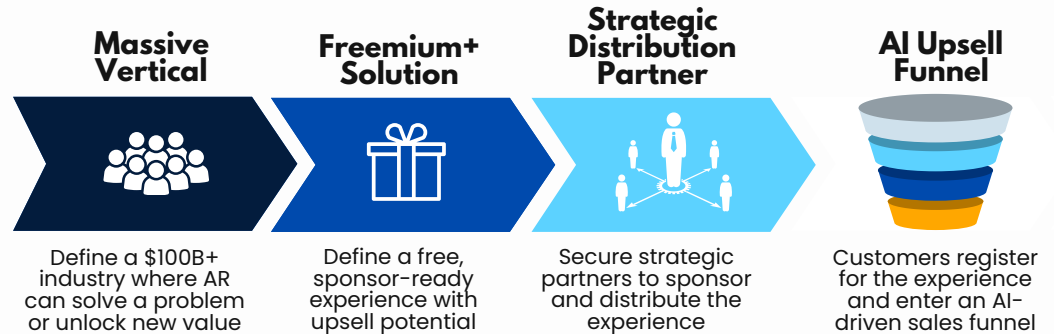 Massive
Vertical
Freemium+
Solution
Strategic
Distribution
Partner
AI Upsell
Funnel
Define a $100B+
industry where AR
can solve a problem
or unlock new value
Define a free,
sponsor-ready
experience with
upsell potential
Secure strategic
partners to sponsor
and distribute the
experience
Customers register
for the experience
and enter an AI-
driven sales funnel